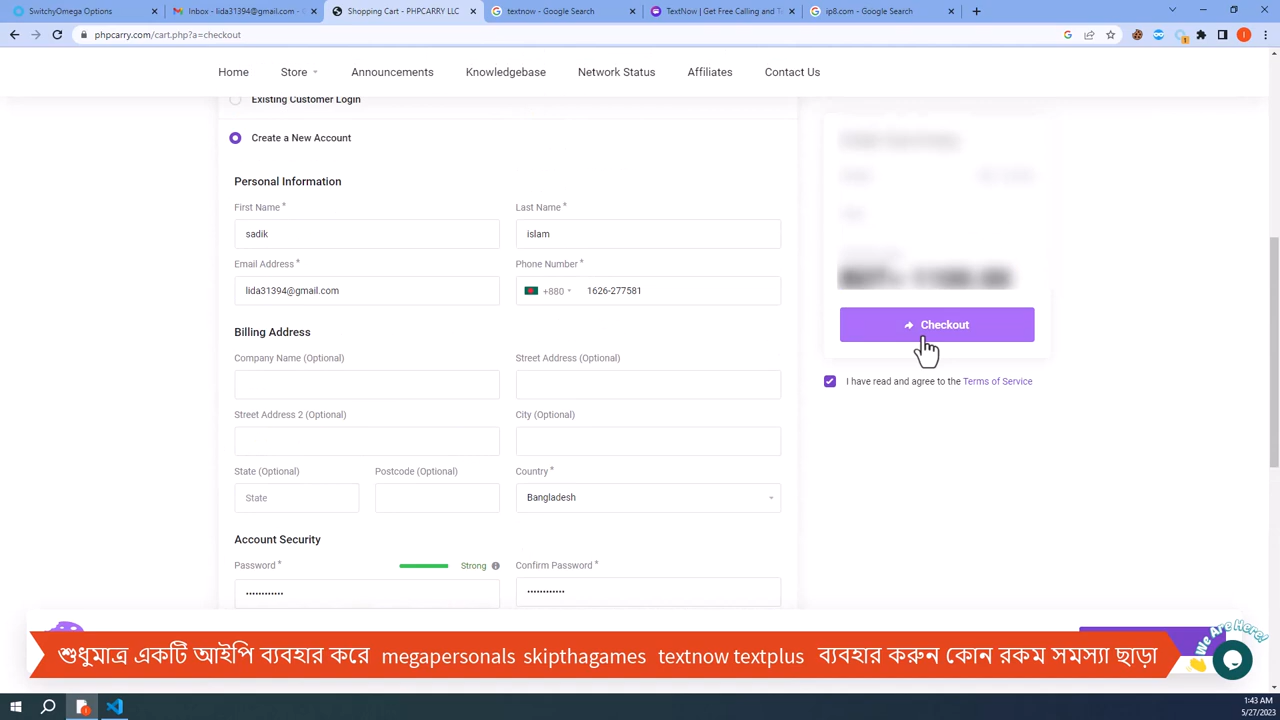 SwitchyOmega Options
Inbox - lida31394@gmail.com
Shopping Cart - PHPCARRY LLC
textnow - Google Search
TextNow | Get Free Calling and T
ip8.com - Google Search
phpcarry.com/cart.php?a=checkout
Home Store Announcements Knowledgebase Network Status Affiliates Contact Us
Existing Customer Login
Create a New Account
Personal Information
First Name *
Last Name *
sadik
islam
Email Address *
Phone Number *
lida31394@gmail.com
+880 1626-277581
Checkout
I have read and agree to the Terms of Service
Billing Address
Company Name (Optional)
Street Address (Optional)
Street Address 2 (Optional)
City (Optional)
State (Optional)
Postcode (Optional)
Country *
State
Bangladesh
Account Security
Password *
Strong
Confirm Password *
••••••••••••
••••••••••••
We Are Here!
শুধুমাত্র একটি আইপি ব্যবহার করে megapersonals skipthagames textnow textplus ব্যবহার করুন কোন রকম সমস্যা ছাড়া
1:43 AM
5/27/2023